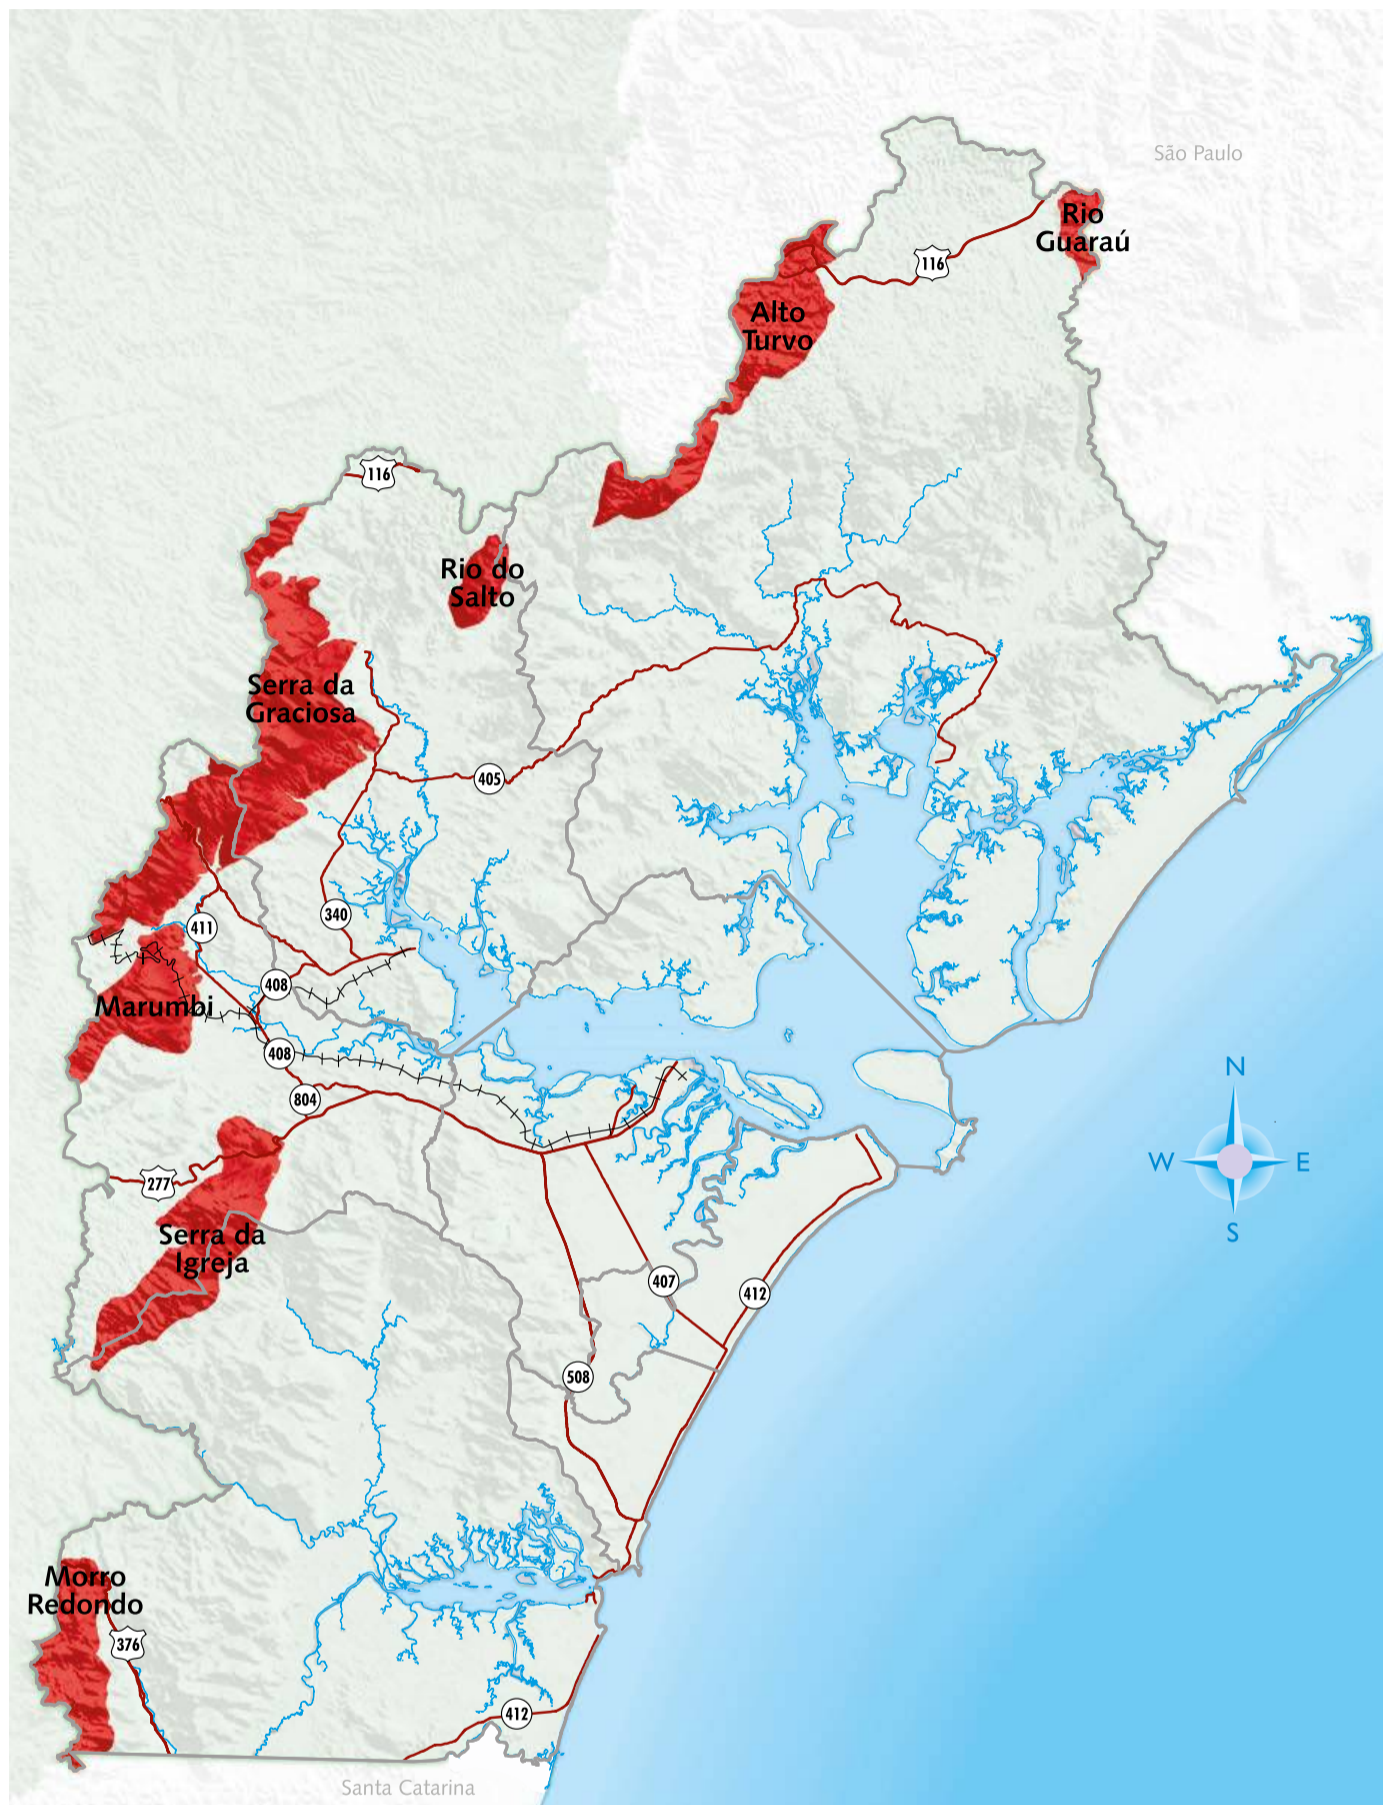 São Paulo
Rio
Guaraú
116
Alto
Turvo
116
Rio do
Salto
Serra da
Graciosa
405
340
411
408
Marumbi
408
804
N
W
E
S
277
Serra da
Igreja
407
412
508
Morro
Redondo
376
412
Santa Catarina